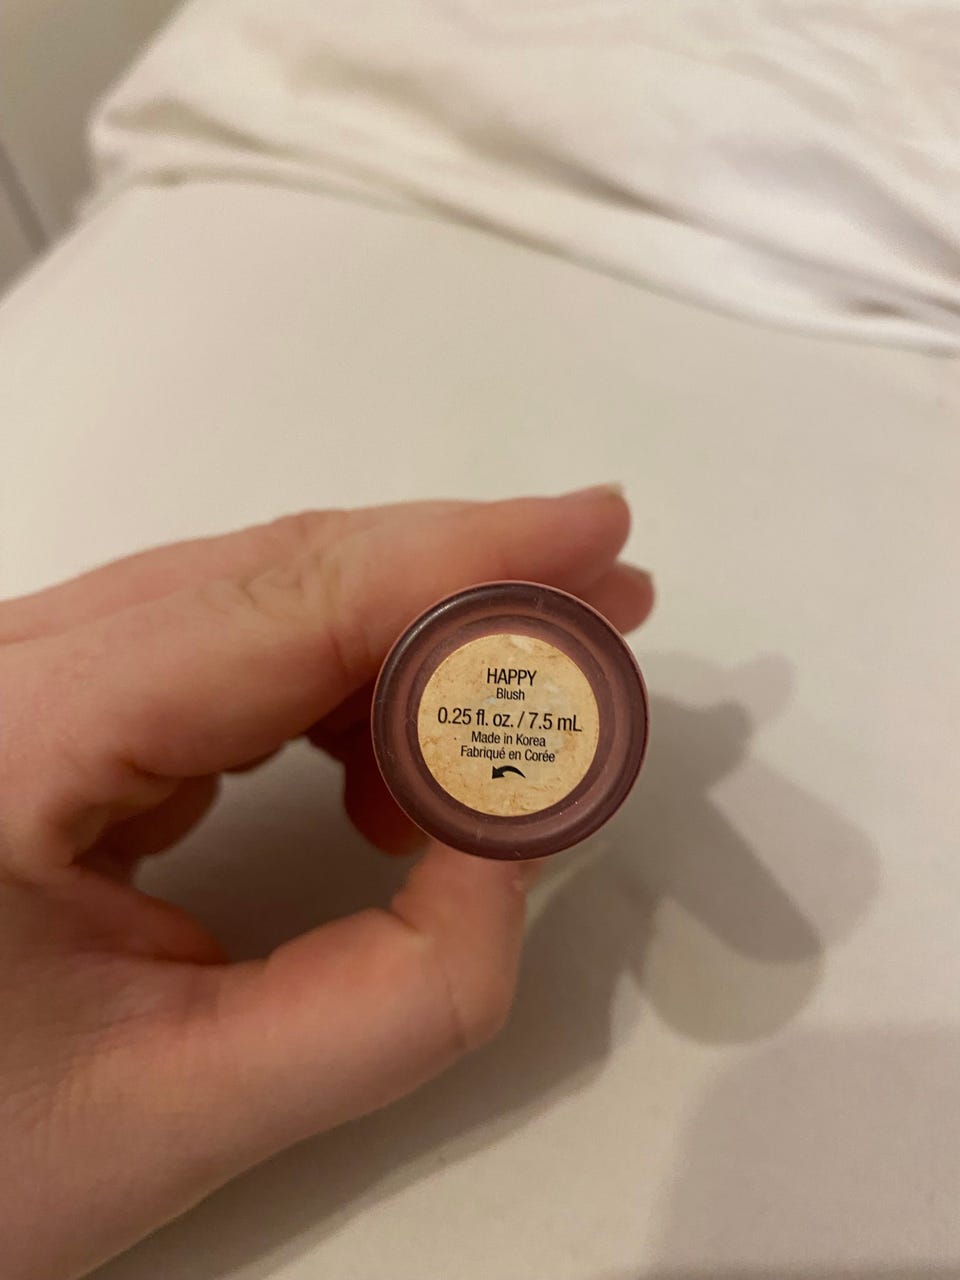 HAPPY
Blush
0.25 fl. oz. / 7.5 mL
Made in Korea
Fabriqué en Corée